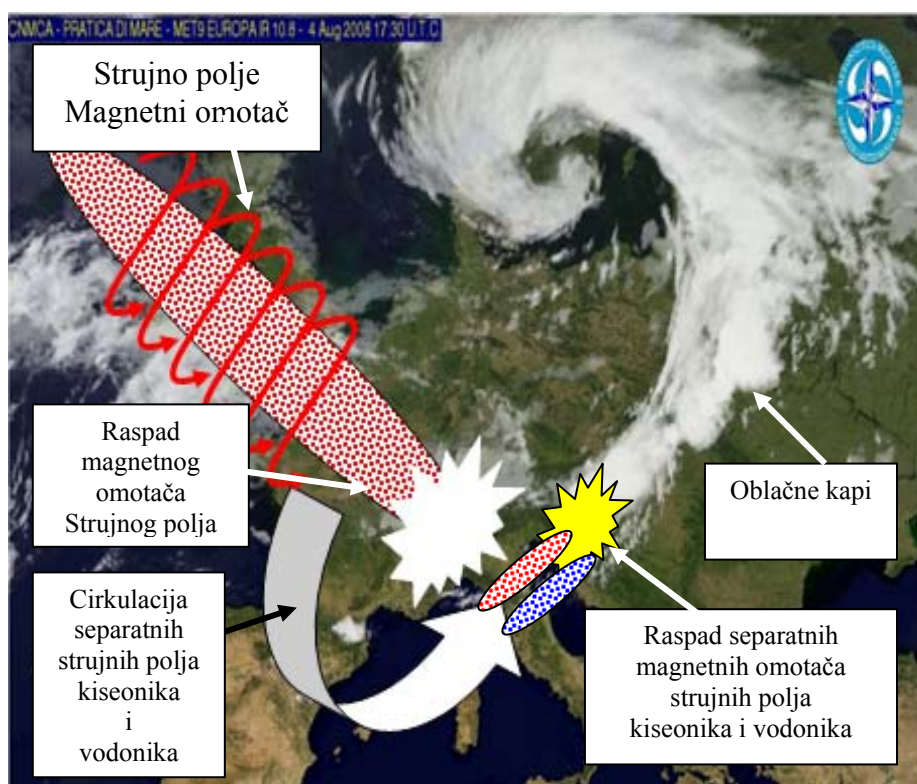 CNMCA - PRATICA DI MARE - MET9 EUROPA IR 10.8 - 4 Aug 2008 17:30 U.T.C
Strujno polje
Magnetni omotač
Raspad
magnetnog
omotača
Strujnog polja
Oblačne kapi
Cirkulacija
separatnih
strujnih polja
kiseonika
i
vodonika
Raspad separatnih
magnetnih omotača
strujnih polja
kiseonika i vodonika